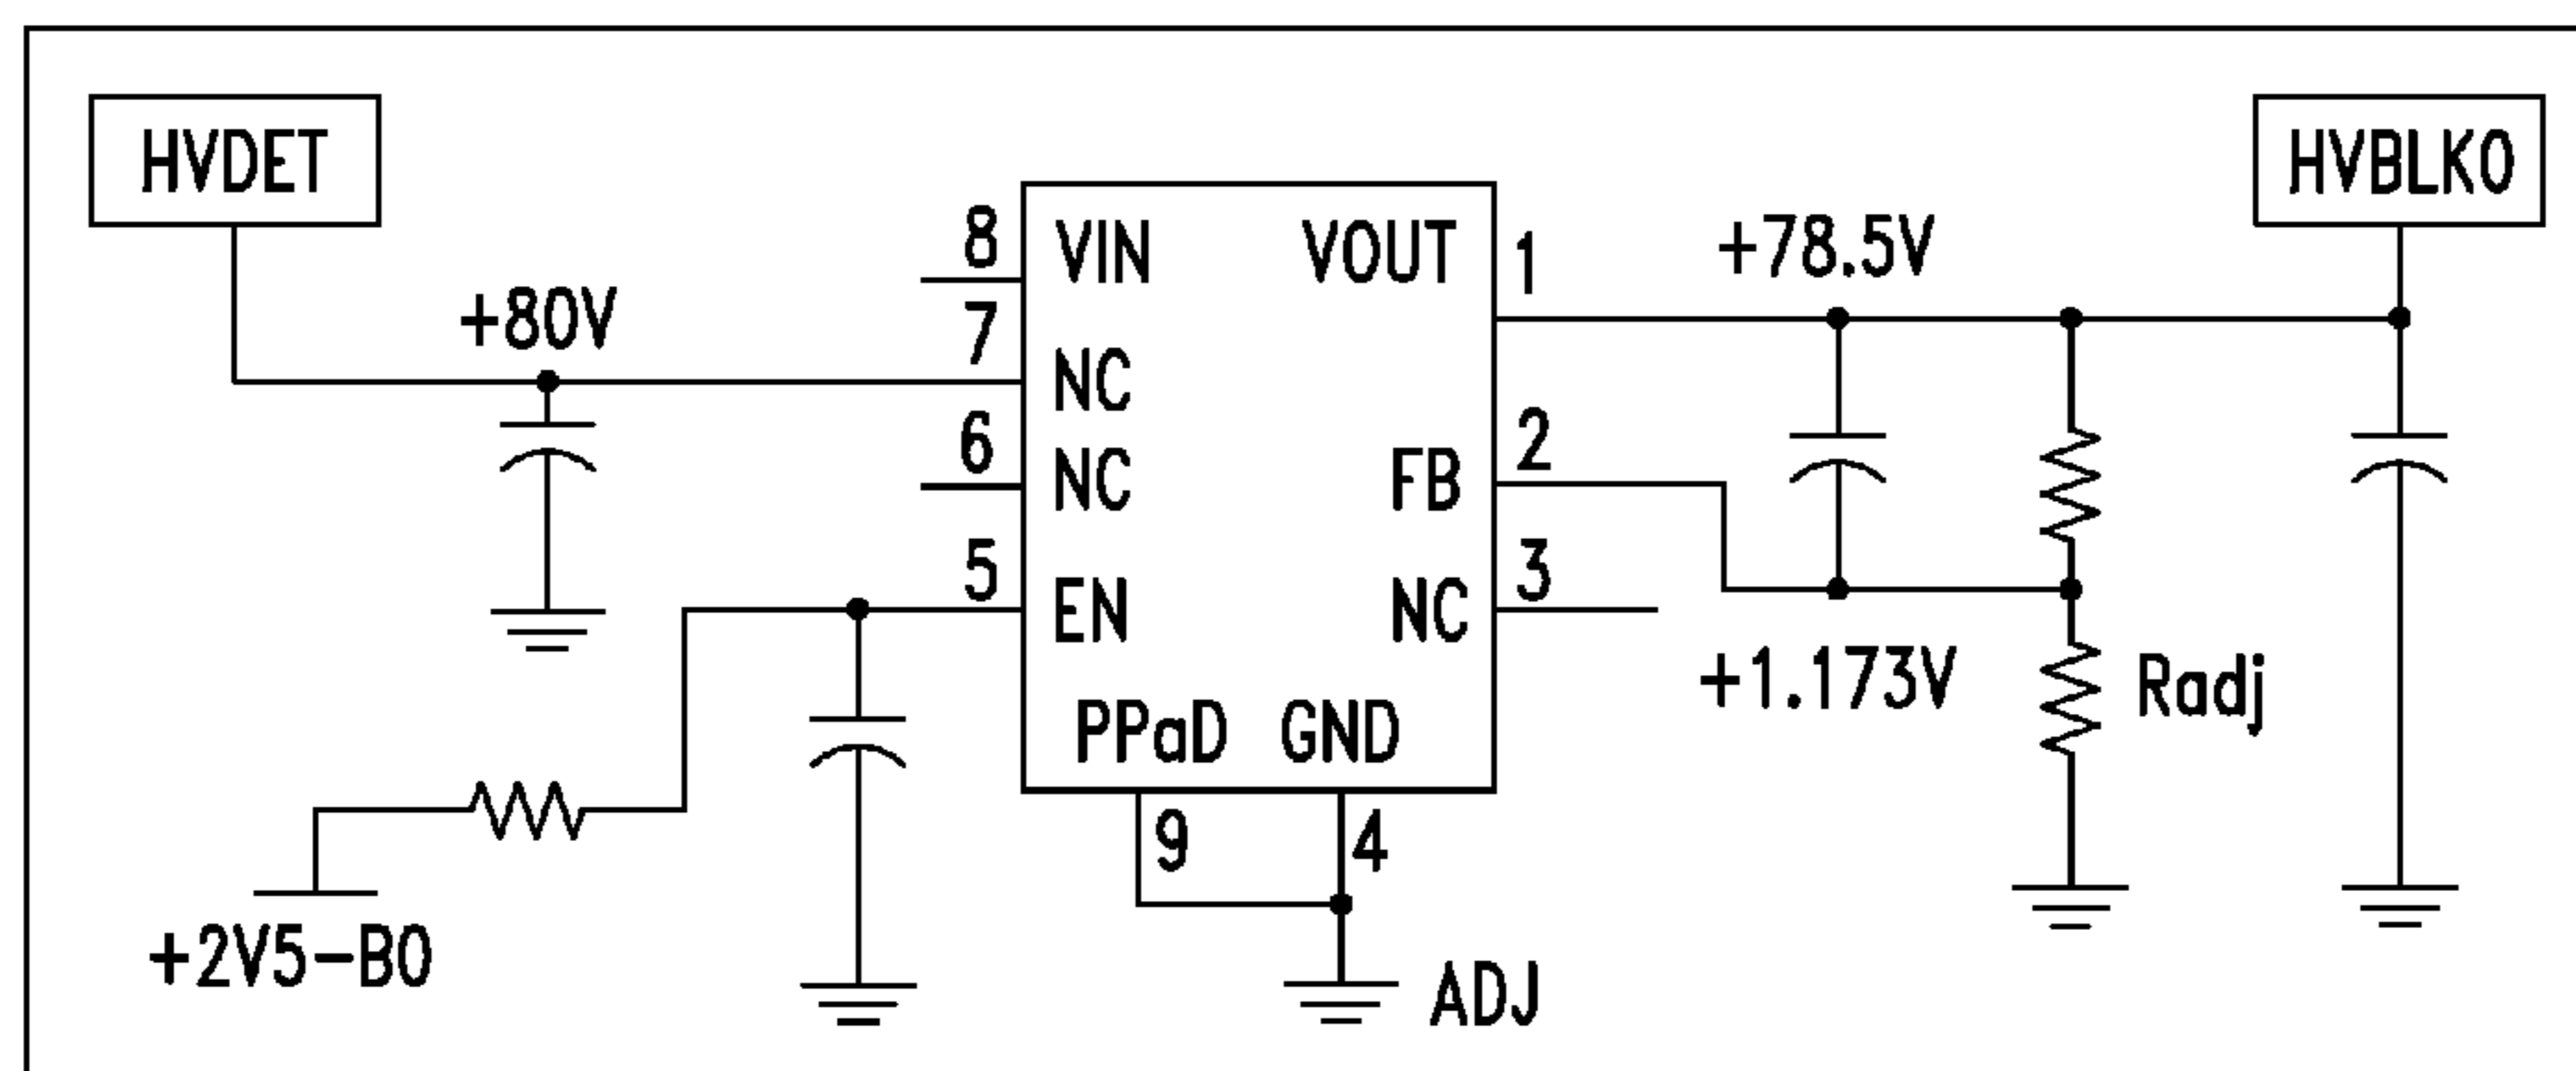 HVDET
HVBLK0
+80V
+78.5V
8
VIN
VOUT
1
7
NC
6
NC
FB
2
5
EN
NC
3
PPaD
GND
+1.173V
Radj
9
4
+2V5-B0
ADJ